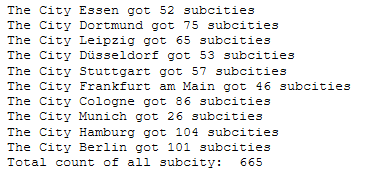 The City Essen got 52 subcities
The City Dortmund got 75 subcities
The City Leipzig got 65 subcities
The City Düsseldorf got 53 subcities
The City Stuttgart got 57 subcities
The City Frankfurt am Main got 46 subcities
The City Cologne got 86 subcities
The City Munich got 26 subcities
The City Hamburg got 104 subcities
The City Berlin got 101 subcities
Total count of all subcity:  665